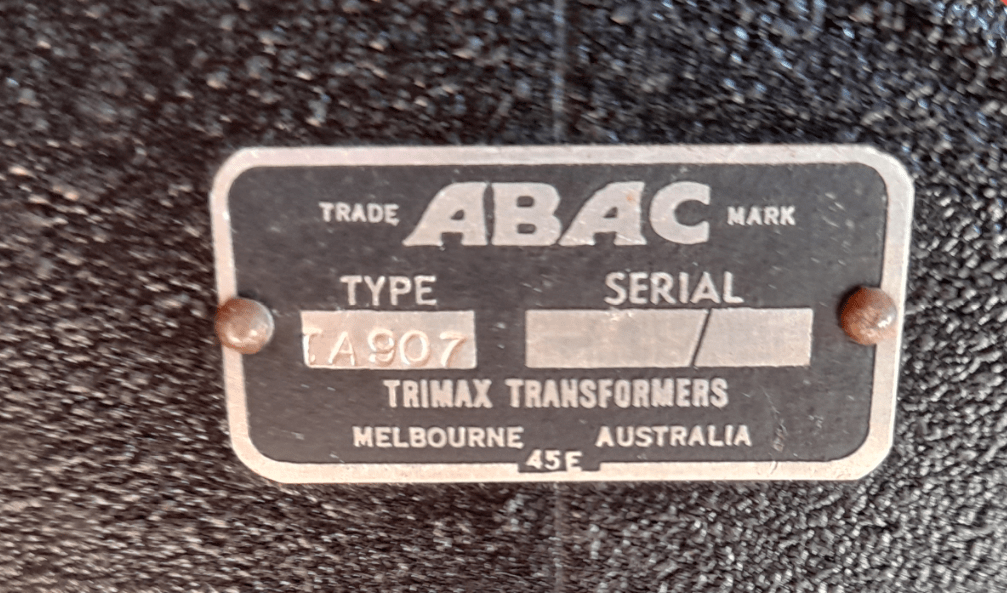 TRADE ABAC MARK
TYPE SERIAL
TA907 /
TRIMAX TRANSFORMERS
MELBOURNE AUSTRALIA
45E